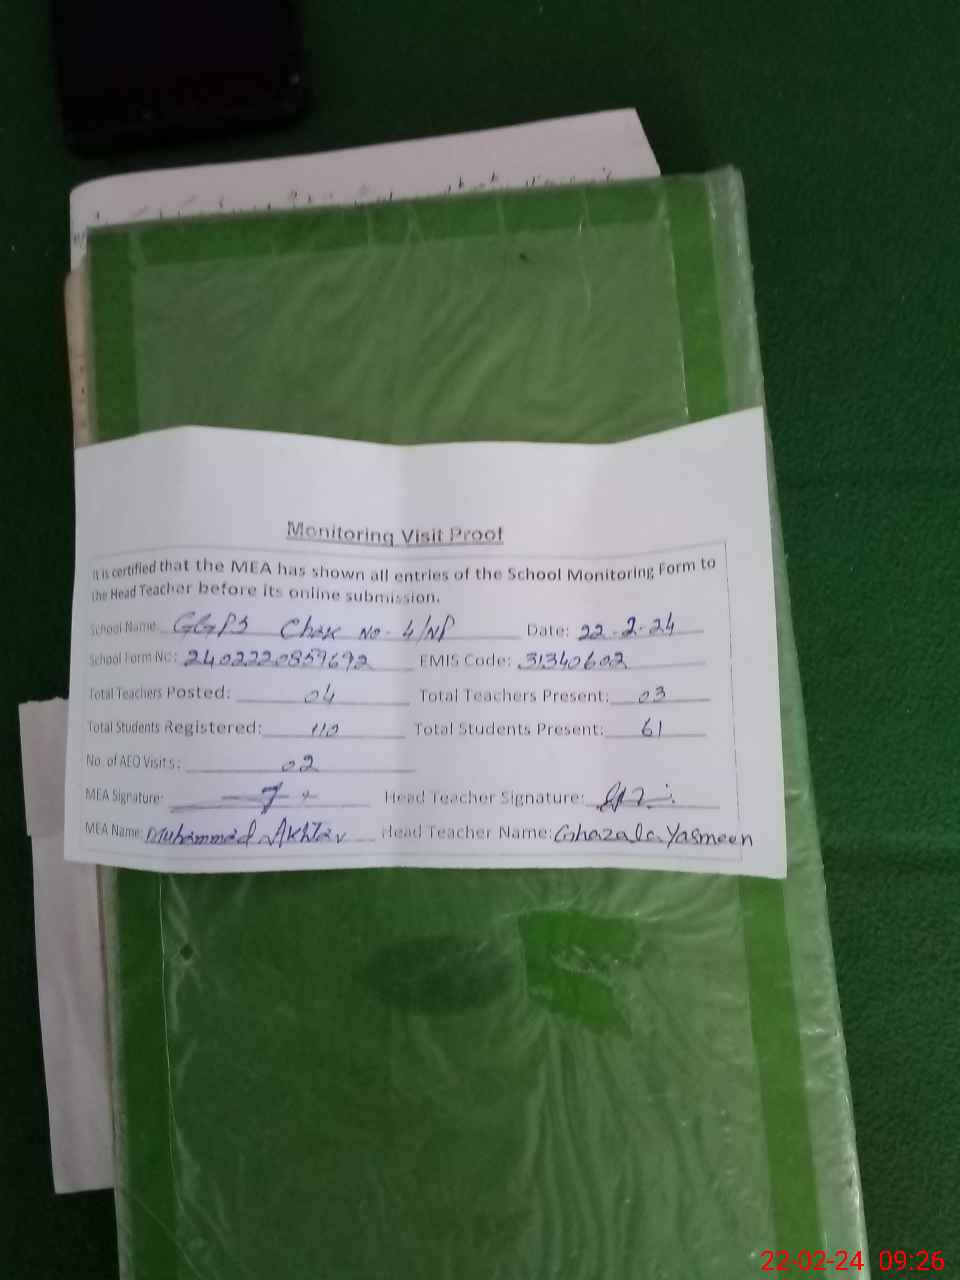 Monitoring Visit Proof
It is certified that the MEA has shown all entries of the School Monitoring Form to
the Head Teacher before its online submission.
School Name: GGPS Chak No. 4/NP Date: 22-2-24
School Form No: 2402220859692 EMIS Code: 31340602
Total Teachers Posted: 04 Total Teachers Present: 03
Total Students Registered: 110 Total Students Present: 61
No. of AEO Visits: 02
MEA Signature: Head Teacher Signature:
MEA Name: Muhammad Akhtar Head Teacher Name: Ghazala Yasmeen
22-02-24 09:26